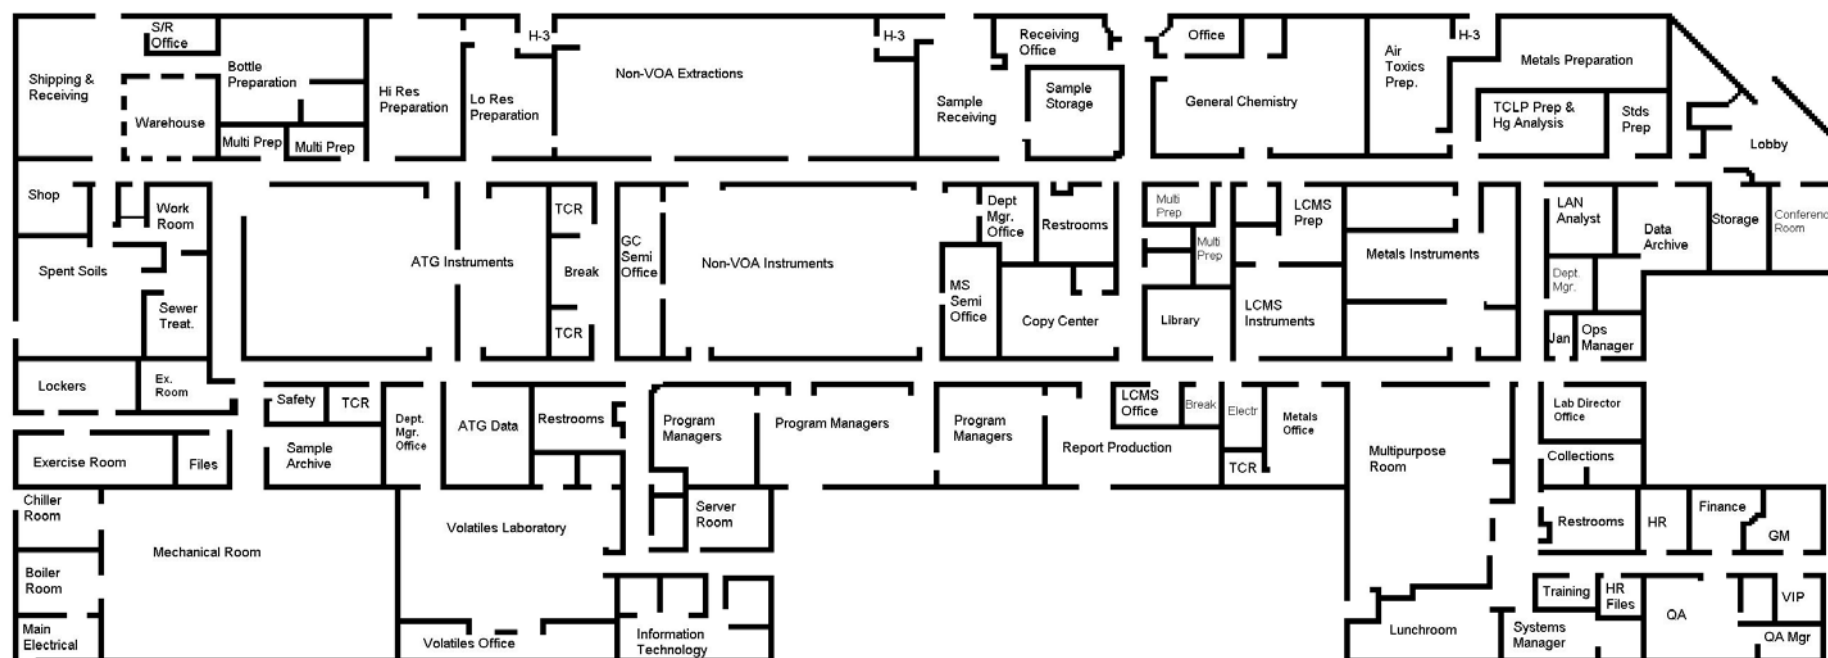 S/R
Office
H-3
H-3
Receiving
Office
Office
H-3
Air
Toxics
Prep.
Shipping &
Receiving
Bottle
Preparation
Non-VOA Extractions
Metals Preparation
Hi Res
Preparation
Lo Res
Preparation
Sample
Receiving
Sample
Storage
General Chemistry
TCLP Prep &
Hg Analysis
Stds
Prep
Warehouse
Multi Prep
Multi Prep
Lobby
Shop
Work
Room
TCR
GC
Semi
Office
Dept
Mgr.
Office
Restrooms
Multi
Prep
Multi
Prep
LCMS
Prep
LAN
Analyst
Data
Archive
Storage
Conferenc
Room
Spent Soils
ATG Instruments
Break
Non-VOA Instruments
Metals Instruments
Dept.
Mgr.
Sewer
Treat.
TCR
MS
Semi
Office
Copy Center
Library
LCMS
Instruments
Jan
Ops
Manager
Lockers
Ex.
Room
Safety
TCR
Dept.
Mgr.
Office
ATG Data
Restrooms
Program
Managers
Program Managers
Program
Managers
LCMS
Office
Break
Electr
Metals
Office
Lab Director
Office
Exercise Room
Files
Sample
Archive
Report Production
TCR
Multipurpose
Room
Collections
Chiller
Room
Mechanical Room
Volatiles Laboratory
Server
Room
Restrooms
HR
Finance
GM
Boiler
Room
Training
HR
Files
QA
VIP
Main
Electrical
Volatiles Office
Information
Technology
Lunchroom
Systems
Manager
QA Mgr